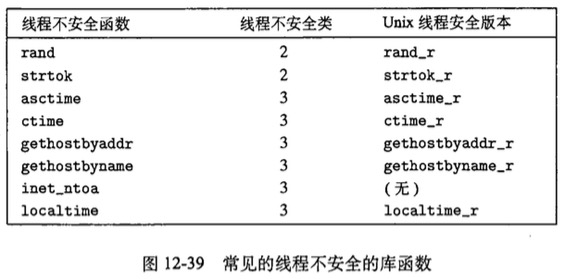 线程不安全函数 线程不安全类 Unix 线程安全版本
rand 2 rand_r
strtok 2 strtok_r
asctime 3 asctime_r
ctime 3 ctime_r
gethostbyaddr 3 gethostbyaddr_r
gethostbyname 3 gethostbyname_r
inet_ntoa 3 (无)
localtime 3 localtime_r
图 12-39 常见的线程不安全的库函数